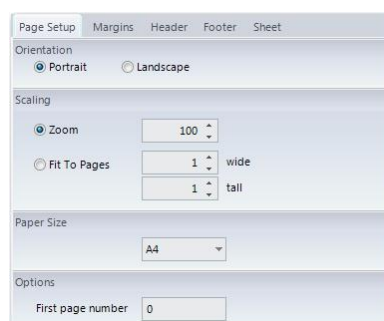 Page Setup Margins Header Footer Sheet
Orientation
Portrait Landscape
Scaling
Zoom 100
Fit To Pages 1 wide
1 tall
Paper Size
A4
Options
First page number 0